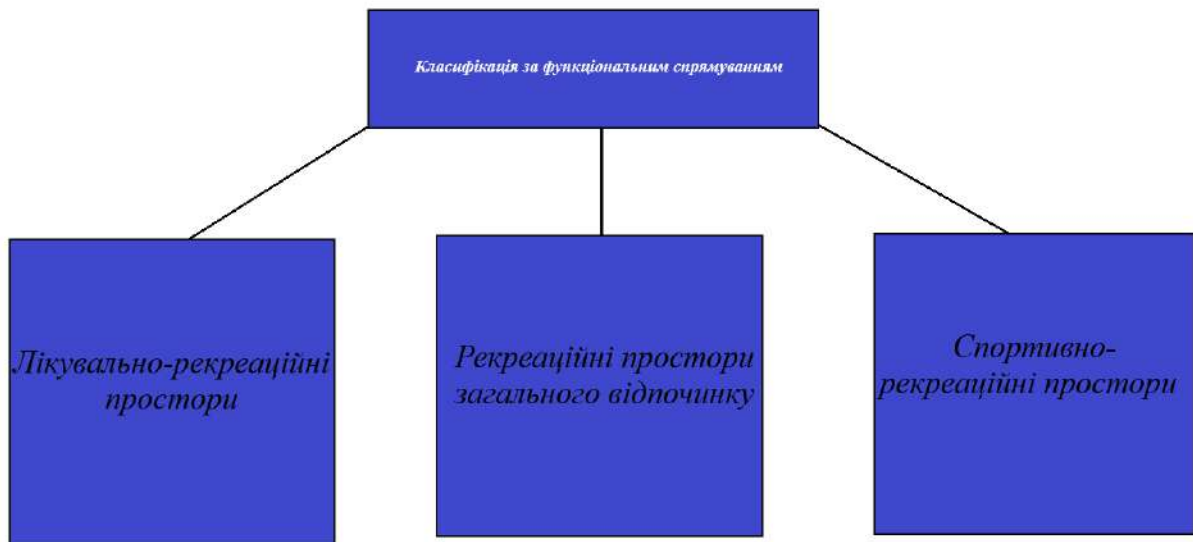 Класифікація за функціональним спрямуванням
Лікувально-рекреаційні
простори
Рекреаційні простори
загального відпочинку
Спортивно-
рекреаційні простори